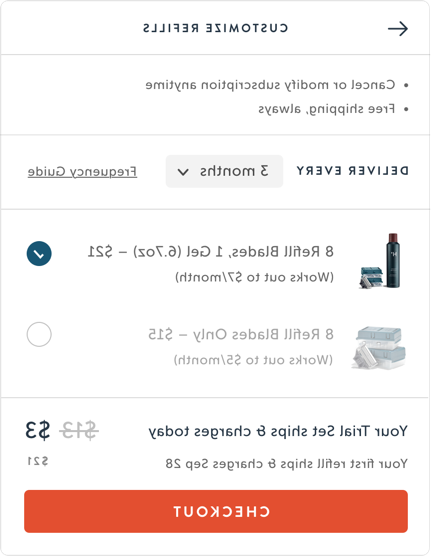 CUSTOMIZE REFILLS
• Cancel or modify subscription anytime
• Free shipping, always
DELIVER EVERY 3 months Frequency Guide
8 Refill Blades, 1 Gel (6.7oz) – $21
(Works out to $7/month)
8 Refill Blades Only – $15
(Works out to $5/month)
Your Trial Set ships & charges today $13 $3
Your first refill ships & charges 28 Sep $21
CHECKOUT